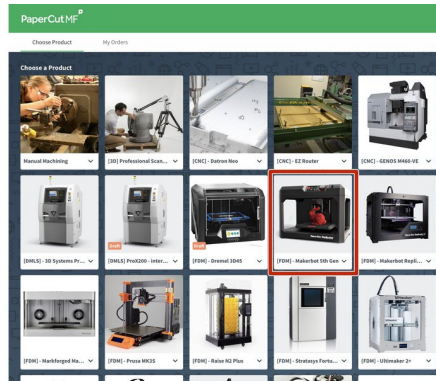 PaperCut MF
Choose Product
My Orders
Choose a Product
Manual Machining
[3D] Professional Scan...
[CNC] - Datron Neo
[CNC] - EZ Router
[CNC] - GENOS M460-VE
Draft
Draft
[DMLS] - 3D Systems Pr...
[DMLS] ProX200 - Inter...
[FDM] - Dremel 3D45
[FDM] - Makerbot 5th Gen
[FDM] - Makerbot Repli...
[FDM] - Markforged Ma...
[FDM] - Prusa MK3S
[FDM] - Raise N2 Plus
[FDM] - Stratasys Fortu...
[FDM] - Ultimaker 2+